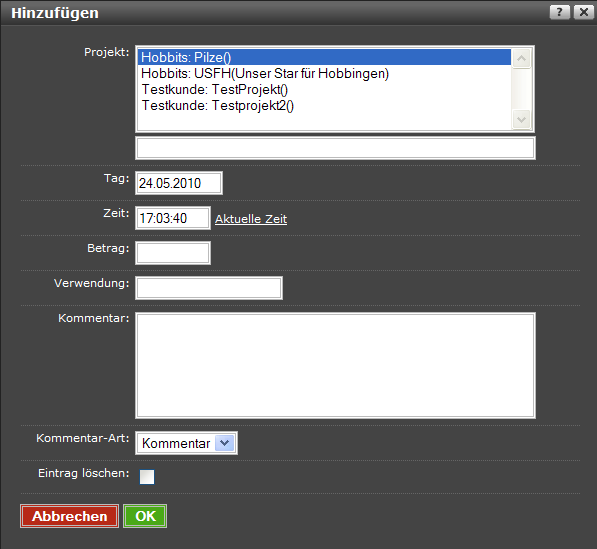 Hinzufügen
Projekt:
Hobbits: Pilze()
Hobbits: USFH(Unser Star für Hobbingen)
Testkunde: TestProjekt()
Testkunde: Testprojekt2()
Tag:
24.05.2010
Zeit:
17:03:40 Aktuelle Zeit
Betrag:
Verwendung:
Kommentar:
Kommentar-Art:
Kommentar
Eintrag löschen:
Abbrechen OK